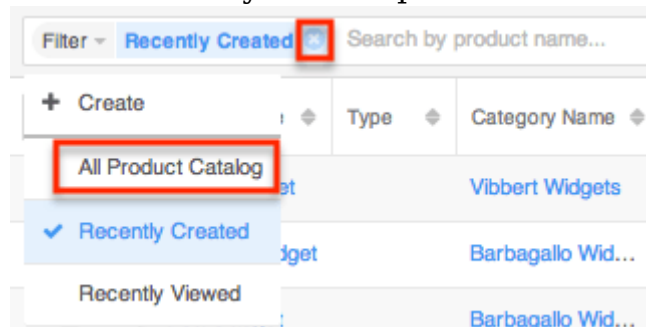 Filter Recently Created Search by product name...
+ Create
Type Category Name
All Product Catalog
Vibbert Widgets
Recently Created
Barbagallo Wid...
Recently Viewed
Barbagallo Wid...